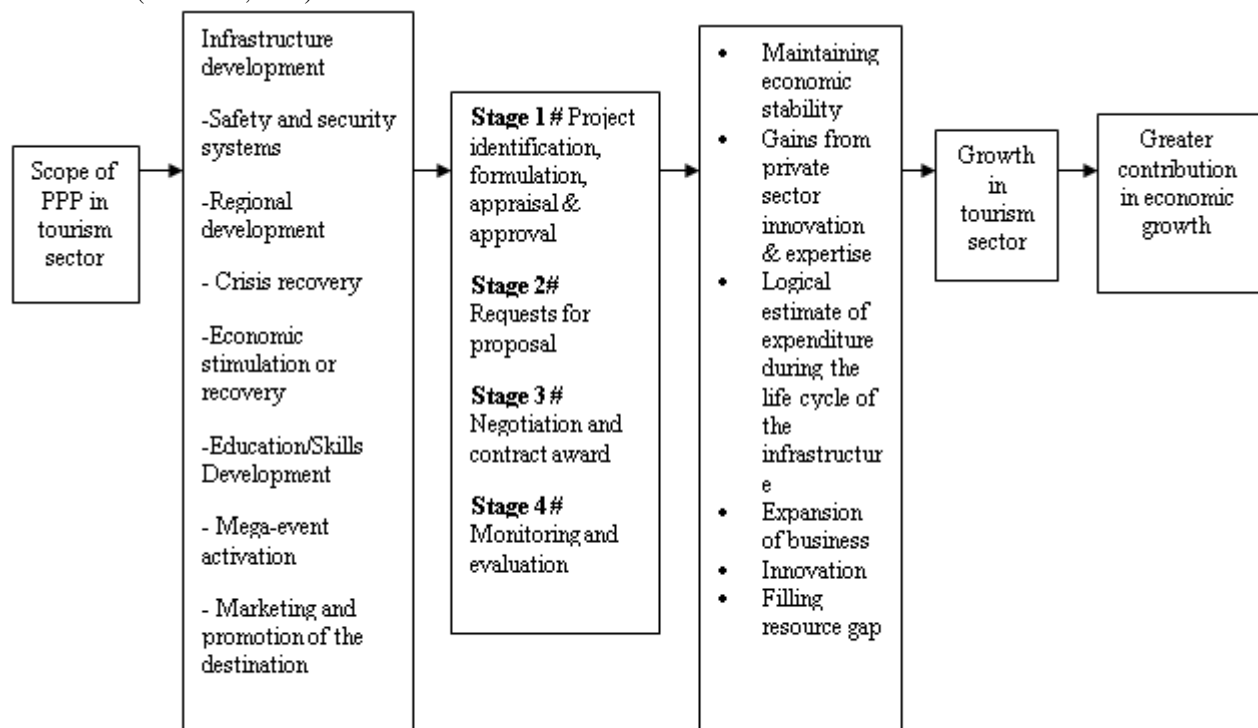 Scope of
PPP in
tourism
sector
Infrastructure
development
-Safety and security
systems
-Regional
development
- Crisis recovery
-Economic
stimulation or
recovery
-Education/Skills
Development
- Mega-event
activation
- Marketing and
promotion of the
destination
Stage 1 # Project
identification,
formulation,
appraisal &
approval
Stage 2#
Requests for
proposal
Stage 3 #
Negotiation and
contract award
Stage 4 #
Monitoring and
evaluation
• Maintaining
economic
stability
• Gains from
private
sector
innovation
& expertise
• Logical
estimate of
expenditure
during the
life cycle of
the
infrastructur
e
• Expansion
of business
• Innovation
• Filling
resource gap
Growth
in
tourism
sector
Greater
contribution
in economic
growth